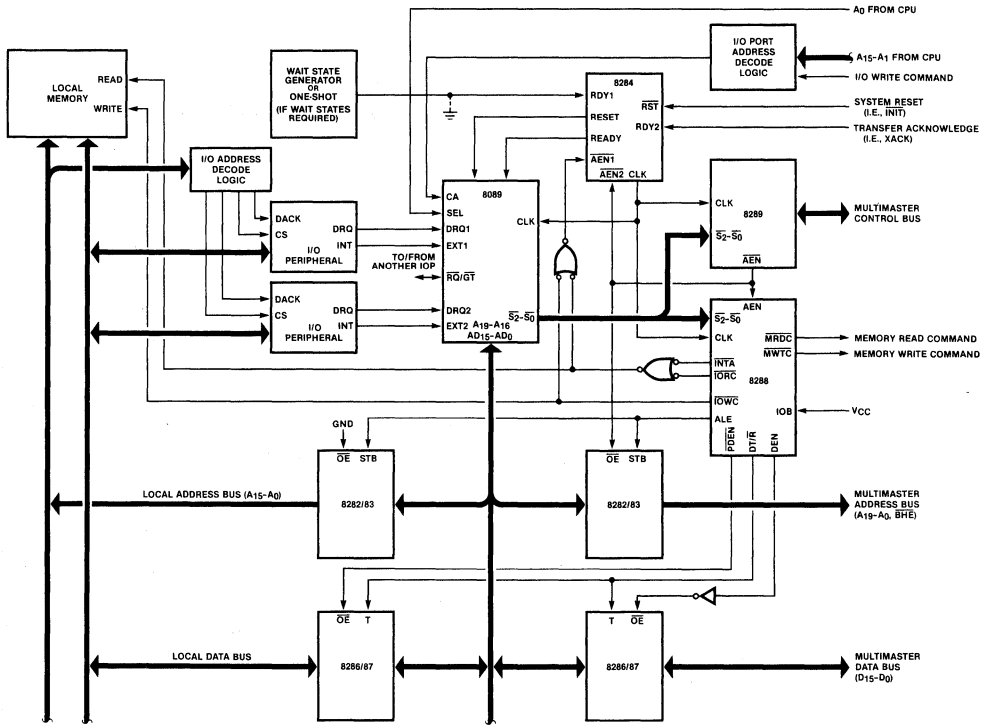 A0 FROM CPU
READ
LOCAL
MEMORY
WRITE
WAIT STATE
GENERATOR
OR
ONE-SHOT
(IF WAIT STATES
REQUIRED)
I/O PORT
ADDRESS
DECODE
LOGIC
A15-A1 FROM CPU
I/O WRITE COMMAND
8284
RDY1
RST
RESET
RDY2
READY
AEN1
AEN2 CLK
SYSTEM RESET
(I.E., INIT)
TRANSFER ACKNOWLEDGE
(I.E., XACK)
I/O ADDRESS
DECODE
LOGIC
DACK
CS
DRQ
INT
I/O
PERIPHERAL
TO/FROM
ANOTHER IOP
DACK
CS
DRQ
INT
I/O
PERIPHERAL
8089
CA
SEL
DRQ1
EXT1
CLK
RQ/GT
DRQ2
S2-S0
EXT2 A19-A16
AD15-AD0
CLK
8289
S2-S0
AEN
MULTIMASTER
CONTROL BUS
AEN
S2-S0
CLK
MRDC
MWTC
INTA
8288
IORC
IOWC
IOB
ALE
PDEN
DT/R
DEN
MEMORY READ COMMAND
MEMORY WRITE COMMAND
VCC
GND
OE STB
8282/83
OE STB
8282/83
LOCAL ADDRESS BUS (A15-A0)
MULTIMASTER
ADDRESS BUS
(A19-A0, BHE)
OE T
8286/87
T OE
8286/87
LOCAL DATA BUS
MULTIMASTER
DATA BUS
(D15-D0)